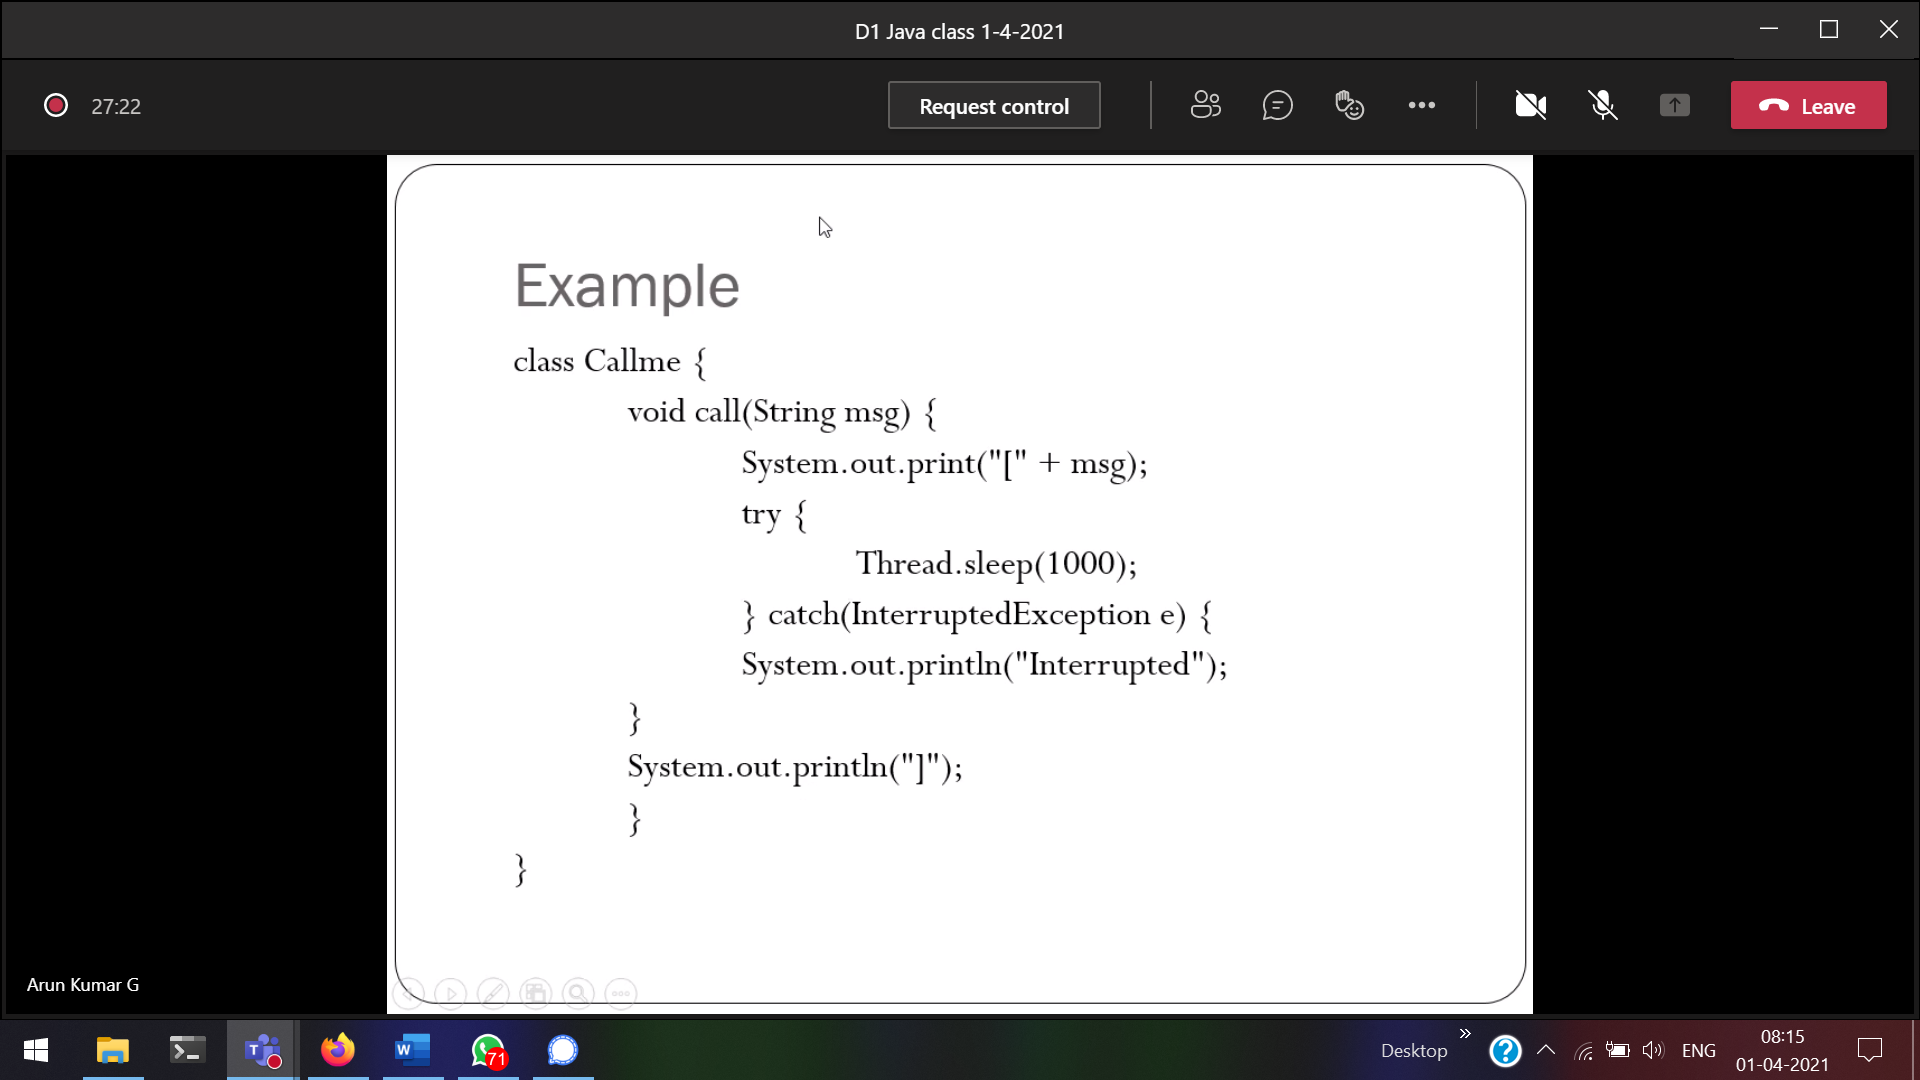 D1 Java class 1-4-2021
27:22
Request control
Leave
Example
class Callme {
void call(String msg) {
System.out.print("[" + msg);
try {
Thread.sleep(1000);
} catch(InterruptedException e) {
System.out.println("Interrupted");
}
System.out.println("]");
}
}
Arun Kumar G
71
Desktop
ENG
08:15
01-04-2021